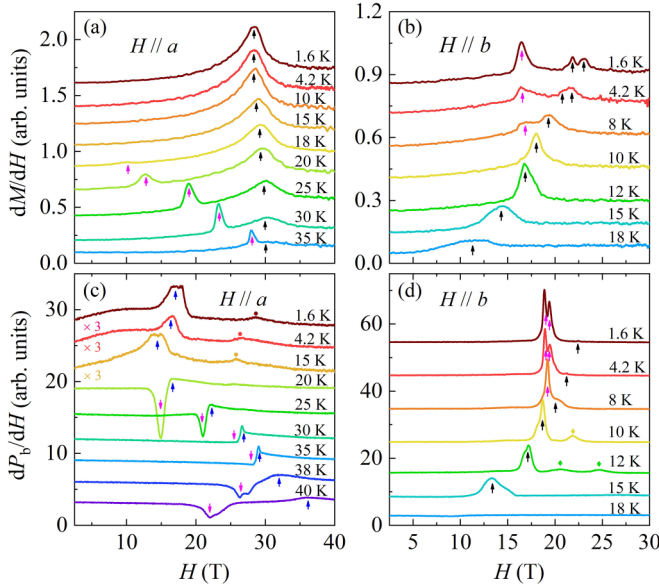 (a)
H // a
1.6 K
4.2 K
10 K
15 K
18 K
20 K
25 K
30 K
35 K
2.0
1.5
1.0
0.5
0.0
dM/dH (arb. units)
(b)
H // b
1.6 K
4.2 K
8 K
10 K
12 K
15 K
18 K
1.2
0.9
0.6
0.3
0.0
(c)
H // a
× 3
× 3
× 3
1.6 K
4.2 K
15 K
20 K
25 K
30 K
35 K
38 K
40 K
30
20
10
0
dP_b/dH (arb. units)
10 20 30 40
H (T)
(d)
H // b
1.6 K
4.2 K
8 K
10 K
12 K
15 K
18 K
60
40
20
0
5 10 15 20 25 30
H (T)